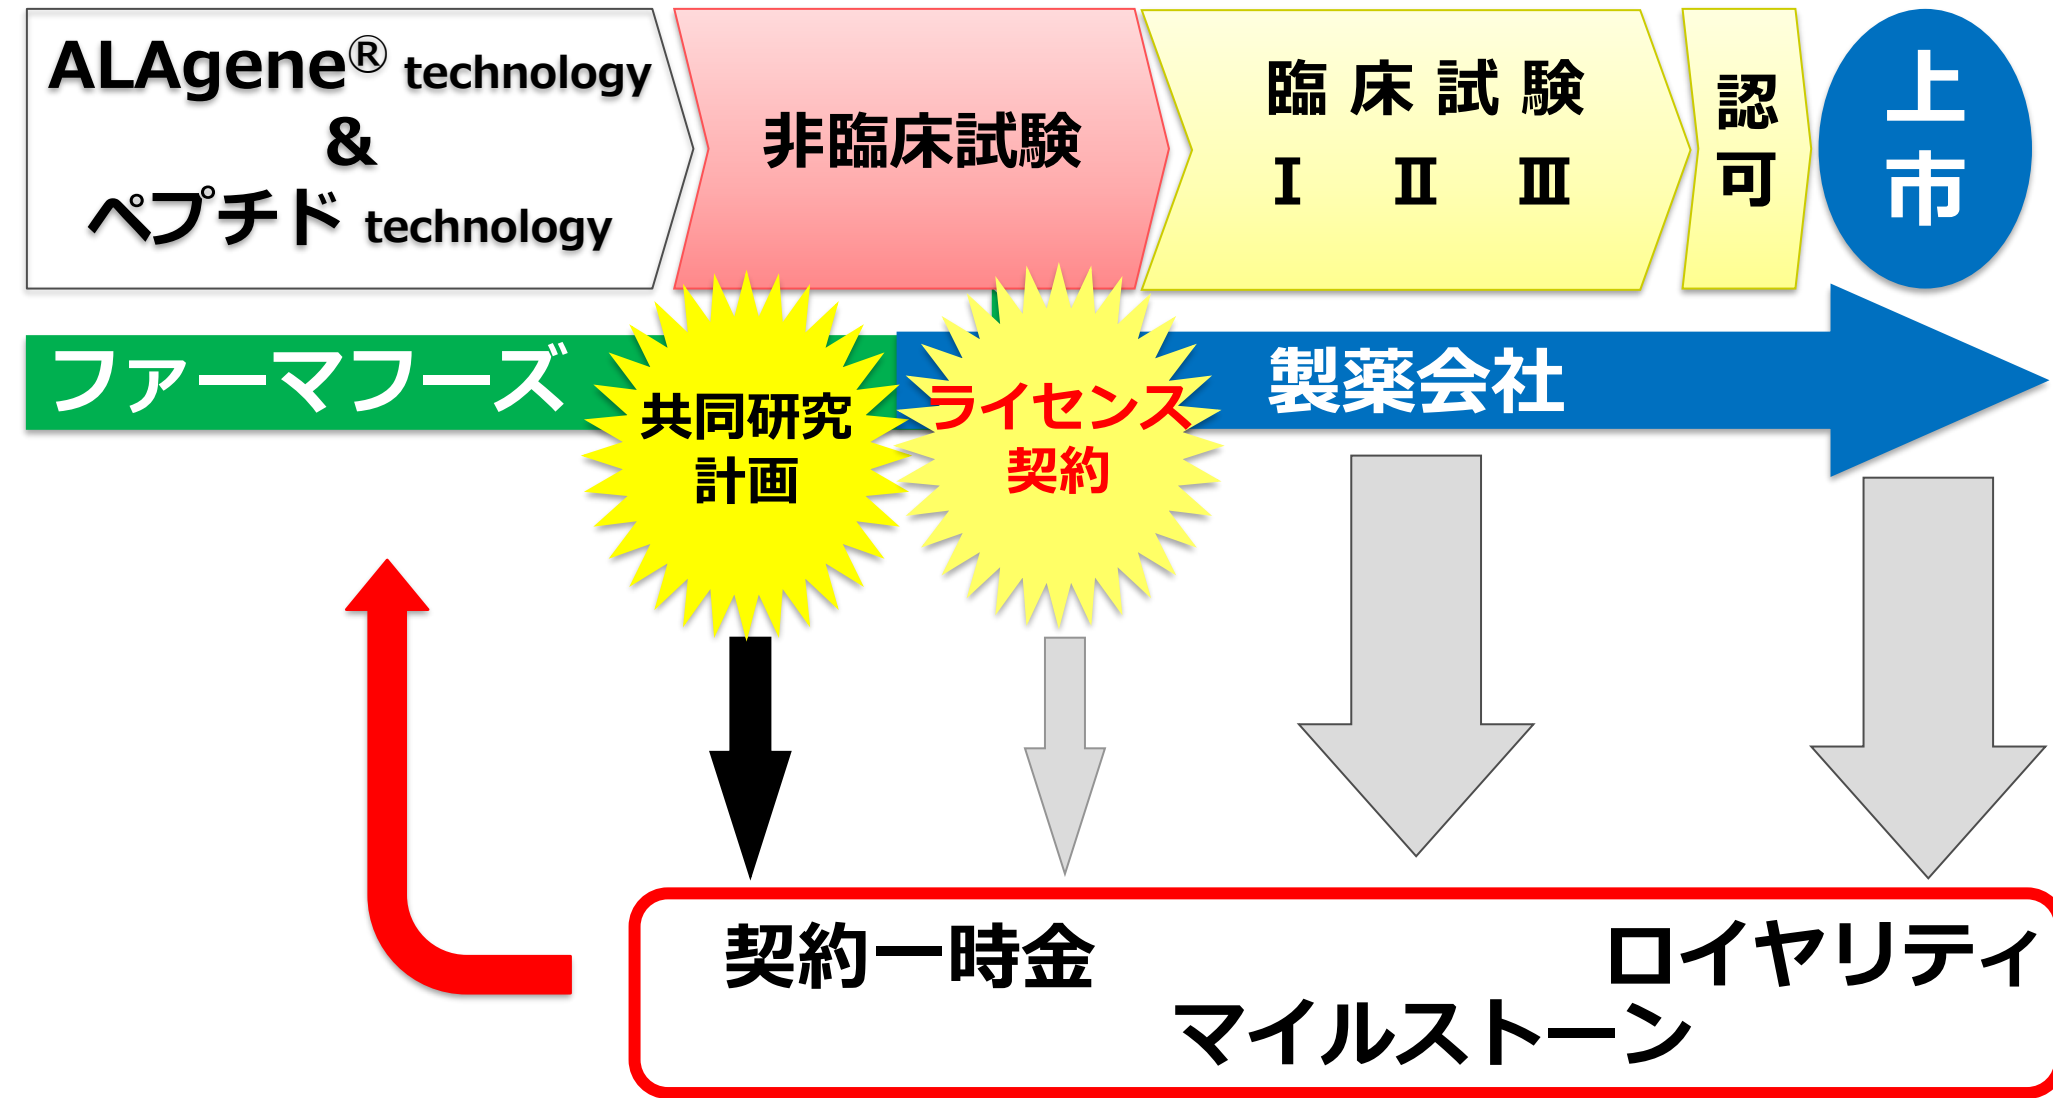 ALAgene® technology
&
ペプチド technology
非臨床試験
臨床試験
Ⅰ Ⅱ Ⅲ
認
可
上
市
ファーマフーズ
製薬会社
共同研究
計画
ライセンス
契約
契約一時金
ロイヤリティ
マイルストーン